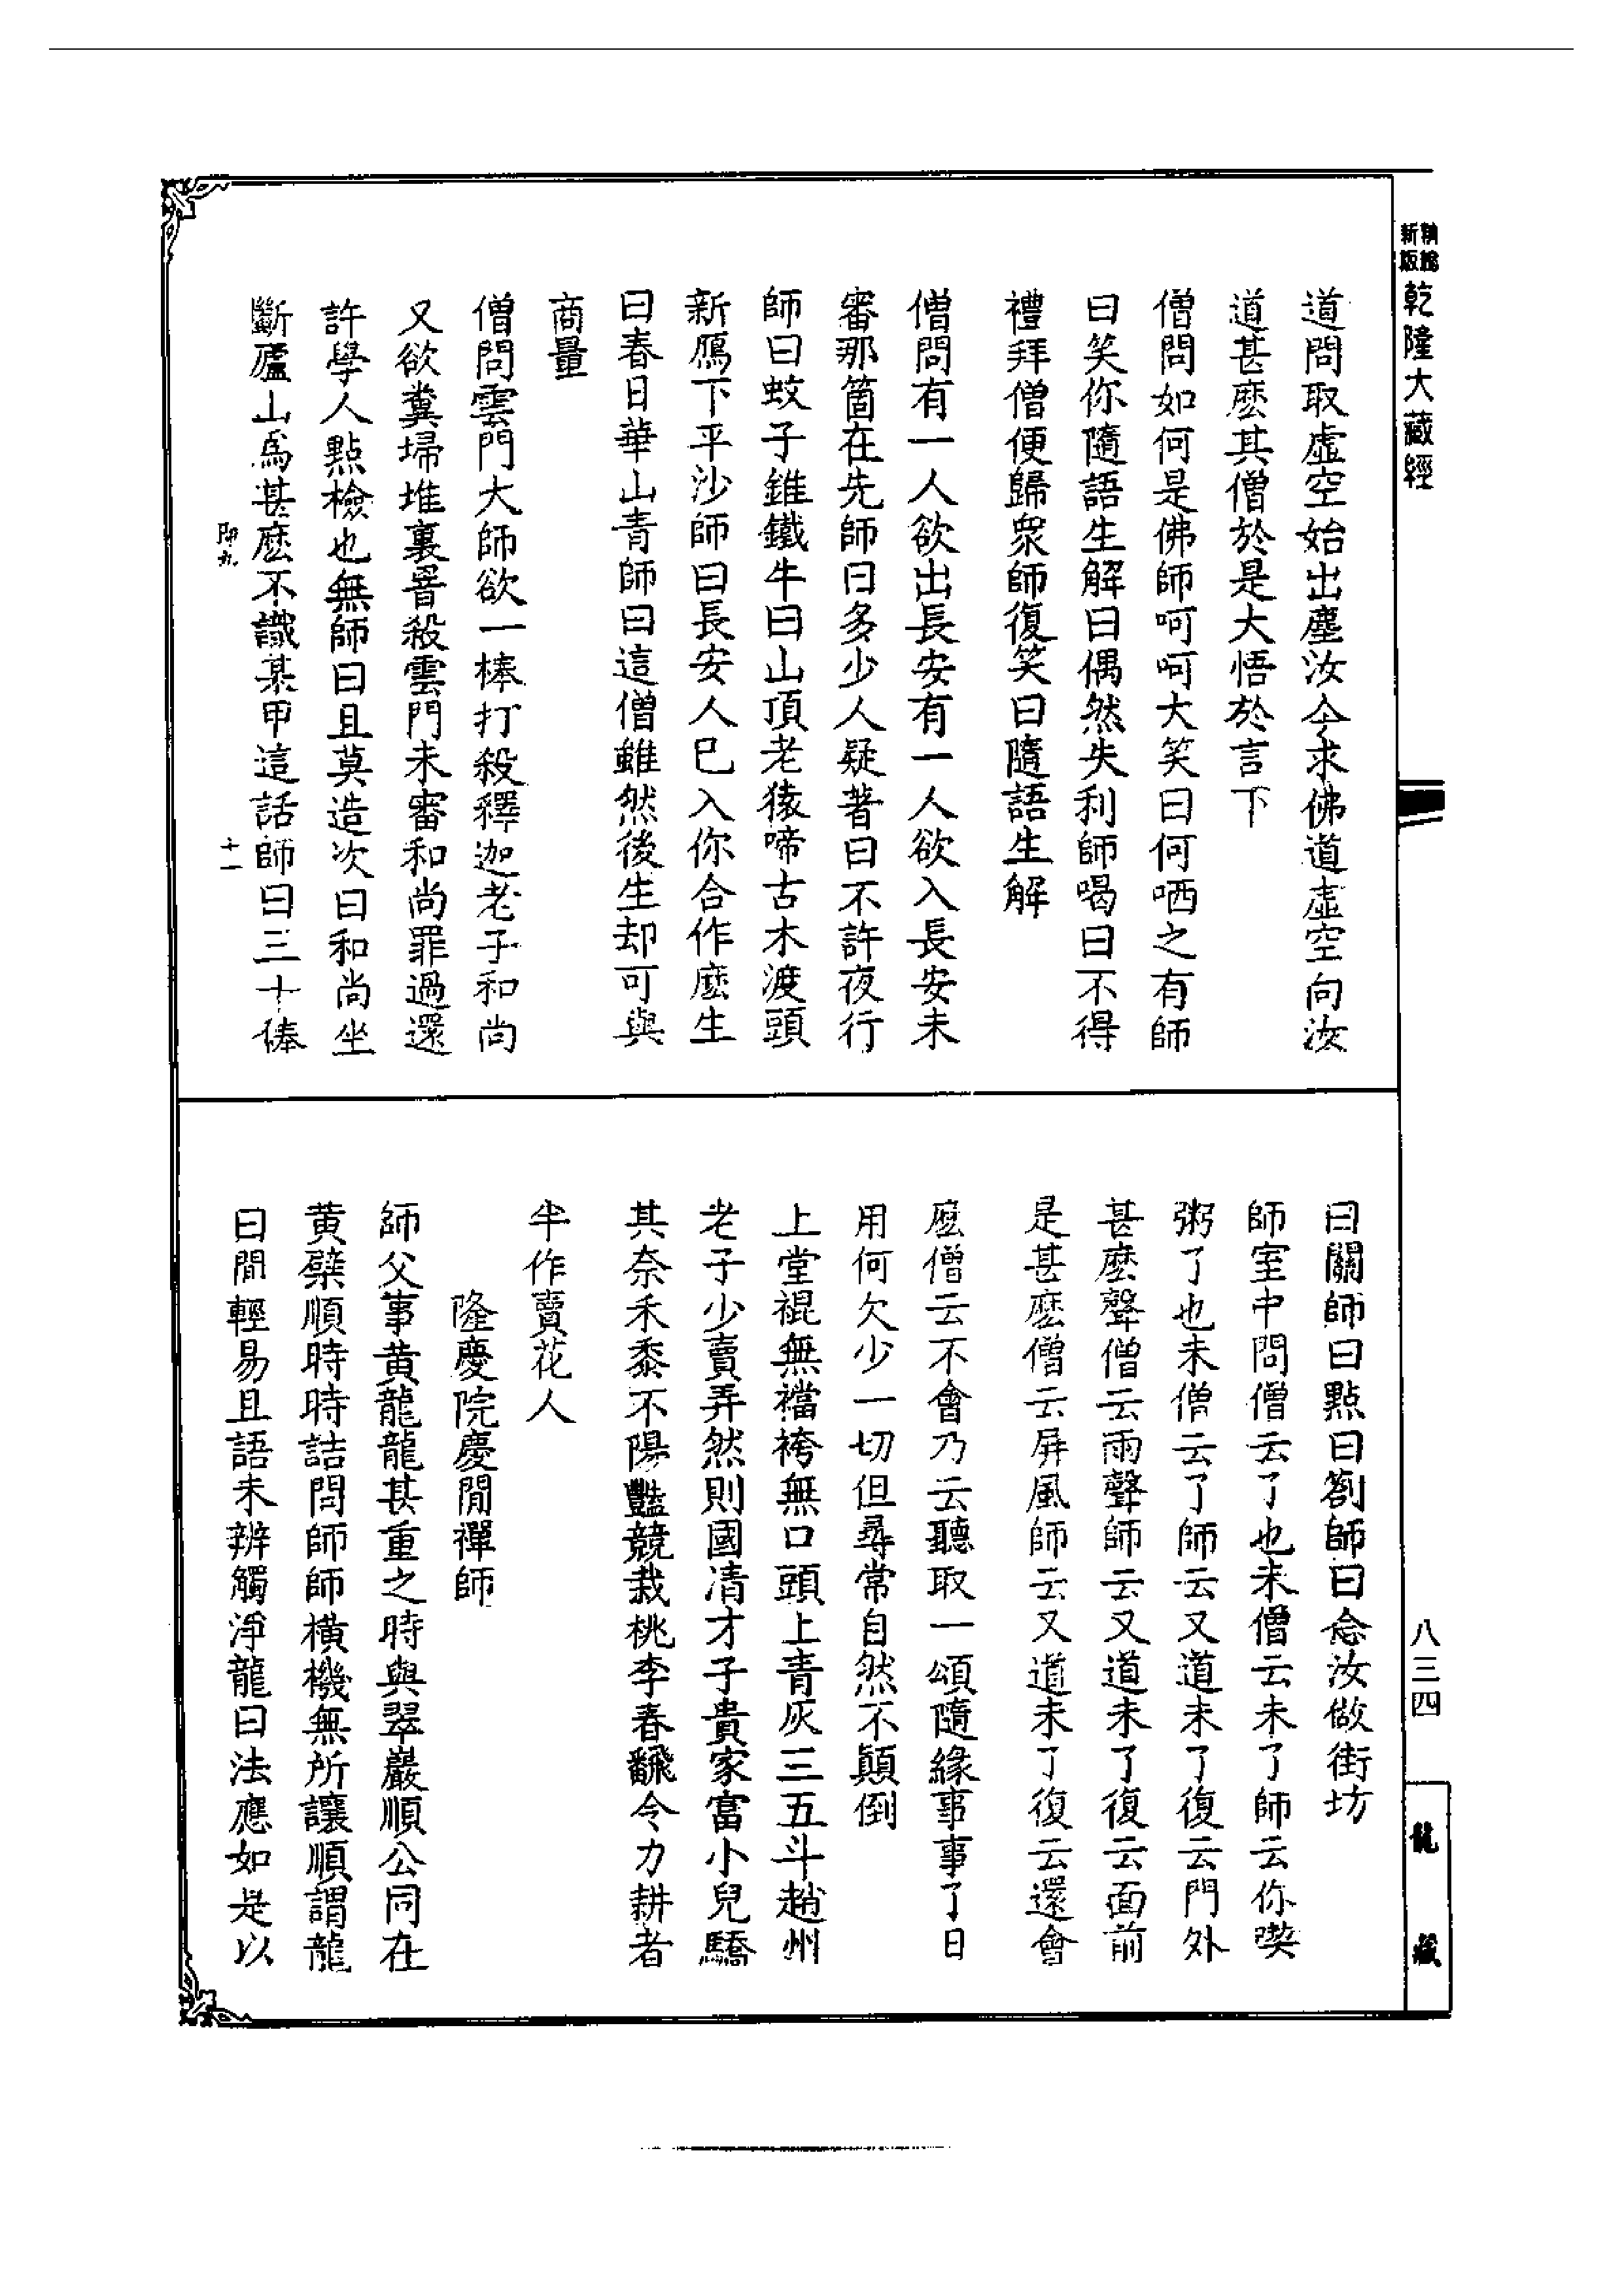 精縮新版乾隆大藏經
道問取虛空始出塵汝今求佛道虛空向汝
道甚麽其僧於是大悟於言下
僧問如何是佛師呵呵大笑曰何哂之有師
曰笑你隨語生解曰偶然失利師喝曰不得
禮拜僧便歸衆師復笑曰隨語生解
僧問有一人欲出長安有一人欲入長安未
審那箇在先師曰多少人疑著曰不許夜行
師曰蚊子錐鐵牛曰山頂老猿啼古木渡頭
新鴈下平沙師曰長安人巳入你合作麽生
曰春日華山青師曰這僧雖然後生却可與
商量
僧問雲門大師欲一棒打殺釋迦老子和尚
又欲糞埽堆裏𡎺殺雲門未審和尚罪過還
許學人點檢也無師曰且莫造次曰和尚坐
斷廬山爲甚麽不識某甲這話師曰三十棒
十一
曰關師曰點曰劄師曰念汝做街坊
師室中問僧云了也未僧云未了師云你喫
粥了也未僧云了師云又道未了復云門外
甚麽聲僧云雨聲師云又道未了復云面前
是甚麽僧云屏風師云又道未了復云還會
麽僧云不會乃云聽取一頌隨緣事事了日
用何欠少一切但尋常自然不顛倒
上堂裩無襠袴無口頭上青灰三五斗趙州
老子少賣弄然則國清才子貴家富小兒驕
其奈禾黍不陽豔競栽桃李春翻令力耕者
半作賣花人
隆慶院慶閒禪師
師父事黃龍龍甚重之時與翠巖順公同在
黃檗順時時詰問師師橫機無所讓順謂龍
曰閒輕易且語未辨觸淨龍曰法應如是以
八三四
龍藏